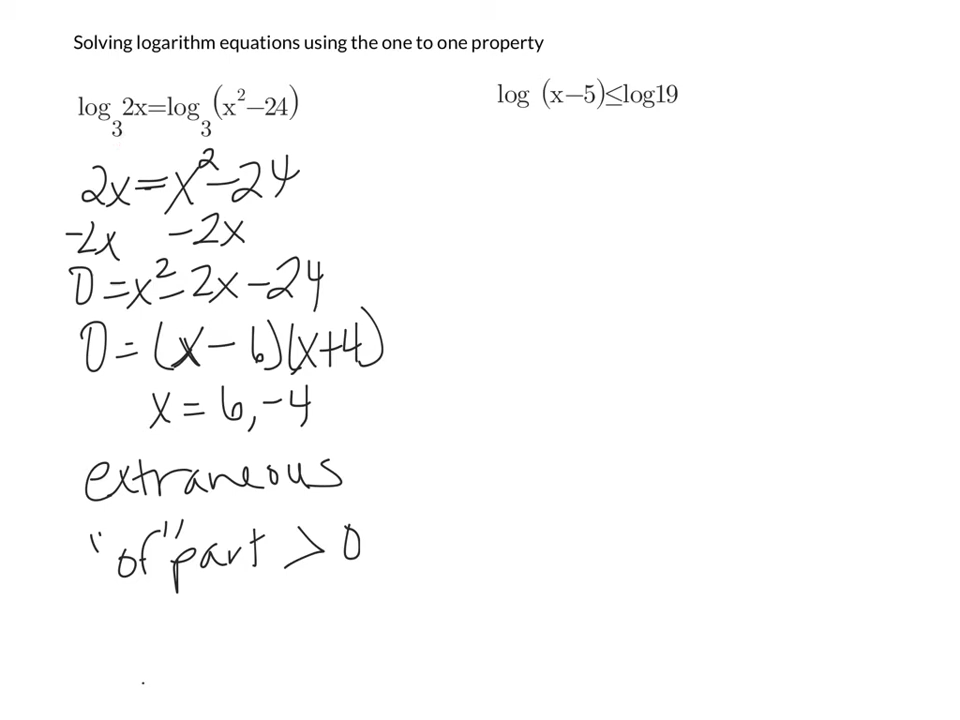 Solving logarithm equations using the one to one property
log₃ 2x=log₃ (x²−24)
2x=x²−24
−2x −2x
0=x²−2x−24
0=(x−6)(x+4)
x=6,−4
extraneous
"of" part > 0
log (x−5)≤log19